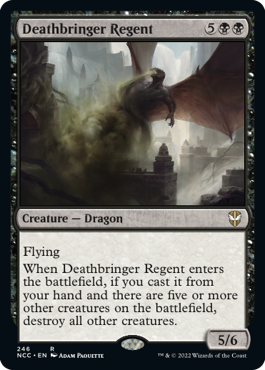 Deathbringer Regent 5
Creature — Dragon
Flying
When Deathbringer Regent enters
the battlefield, if you cast it from
your hand and there are five or more
other creatures on the battlefield,
destroy all other creatures.
5/6
246 R
NCC • EN Adam Paquette
™ & © 2022 Wizards of the Coast